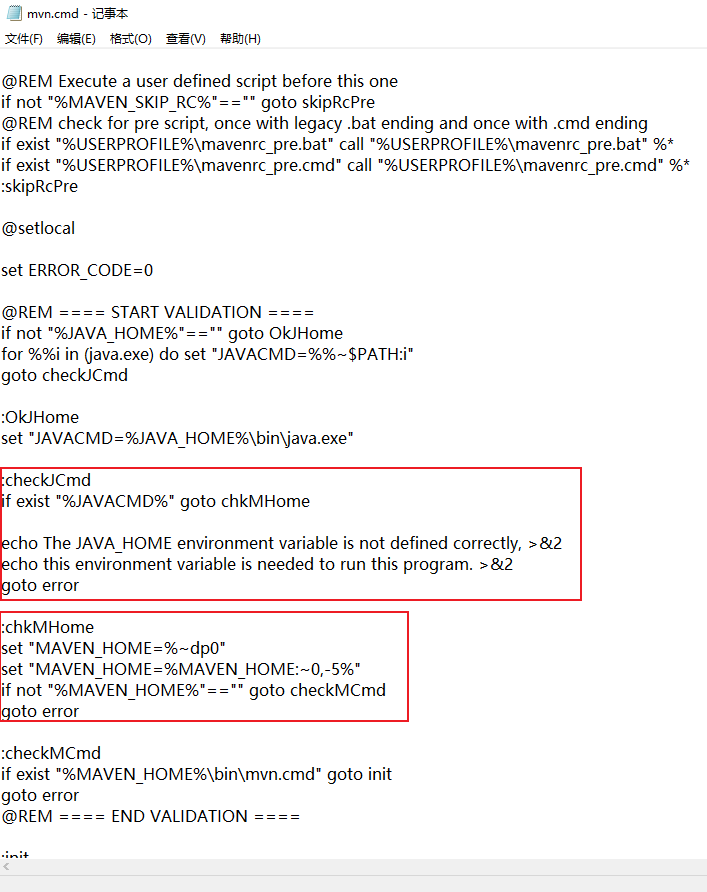 mvn.cmd - 记事本
文件(F) 编辑(E) 格式(O) 查看(V) 帮助(H)
@REM Execute a user defined script before this one
if not "%MAVEN_SKIP_RC%"=="" goto skipRcPre
@REM check for pre script, once with legacy .bat ending and once with .cmd ending
if exist "%USERPROFILE%\mavenrc_pre.bat" call "%USERPROFILE%\mavenrc_pre.bat" %*
if exist "%USERPROFILE%\mavenrc_pre.cmd" call "%USERPROFILE%\mavenrc_pre.cmd" %*
:skipRcPre
@setlocal
set ERROR_CODE=0
@REM ==== START VALIDATION ====
if not "%JAVA_HOME%"=="" goto OkJHome
for %%i in (java.exe) do set "JAVACMD=%%~$PATH:i"
goto checkJCmd
:OkJHome
set "JAVACMD=%JAVA_HOME%\bin\java.exe"
:checkJCmd
if exist "%JAVACMD%" goto chkMHome
echo The JAVA_HOME environment variable is not defined correctly, >&2
echo this environment variable is needed to run this program. >&2
goto error
:chkMHome
set "MAVEN_HOME=%~dp0"
set "MAVEN_HOME=%MAVEN_HOME:~0,-5%"
if not "%MAVEN_HOME%"=="" goto checkMCmd
goto error
:checkMCmd
if exist "%MAVEN_HOME%\bin\mvn.cmd" goto init
goto error
@REM ==== END VALIDATION ====
:init